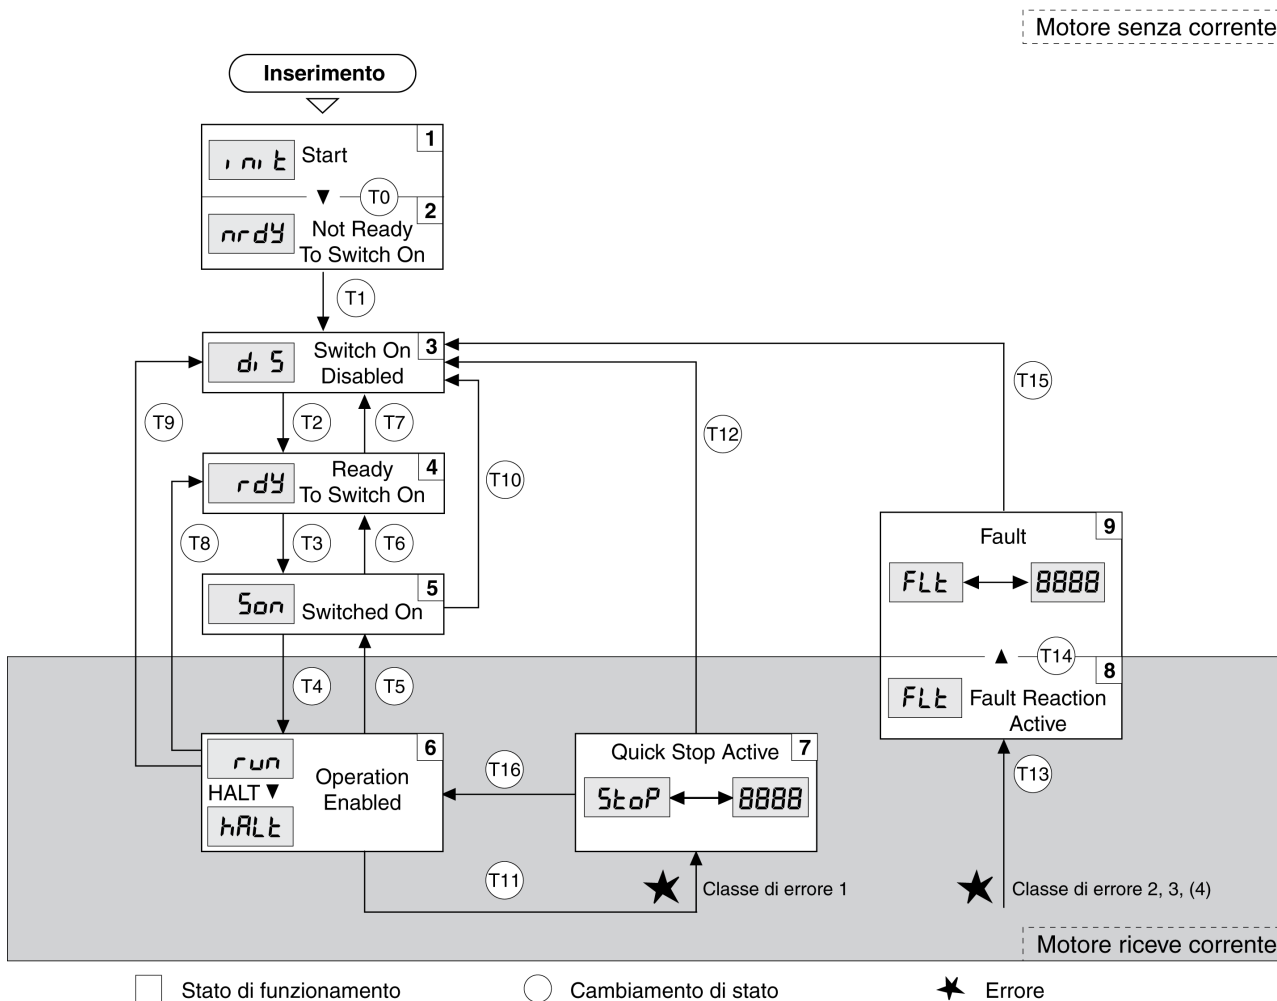 Motore senza corrente
Inserimento
1
init Start
T0
2
nrdy Not Ready
To Switch On
T1
3
diS Switch On
Disabled
T15
T9
T2
T7
T12
4
rdy Ready
To Switch On
T10
T8
T3
T6
9
Fault
FLt 8888
5
Son Switched On
T14
8
FLt Fault Reaction
Active
T4
T5
6
run
HALT
hALt
Operation
Enabled
T16
7
Quick Stop Active
StoP 8888
T13
T11
Classe di errore 1
Classe di errore 2, 3, (4)
Motore riceve corrente
Stato di funzionamento
Cambiamento di stato
Errore